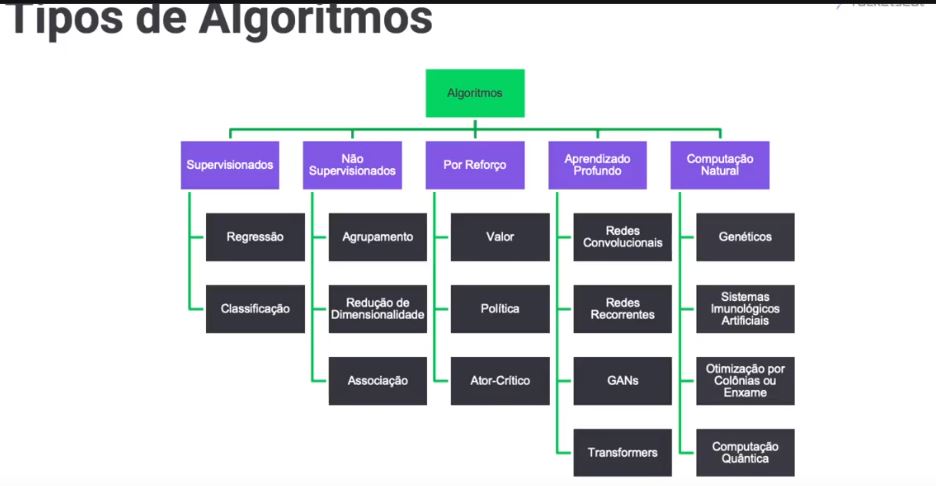 Tipos de Algoritmos
Algoritmos
Supervisionados
Não
Supervisionados
Por Reforço
Aprendizado
Profundo
Computação
Natural
Regressão
Agrupamento
Valor
Redes
Convolucionais
Genéticos
Classificação
Redução de
Dimensionalidade
Política
Redes
Recorrentes
Sistemas
Imunológicos
Artificiais
Associação
Ator-Crítico
GANs
Otimização por
Colônias ou
Enxame
Transformers
Computação
Quântica